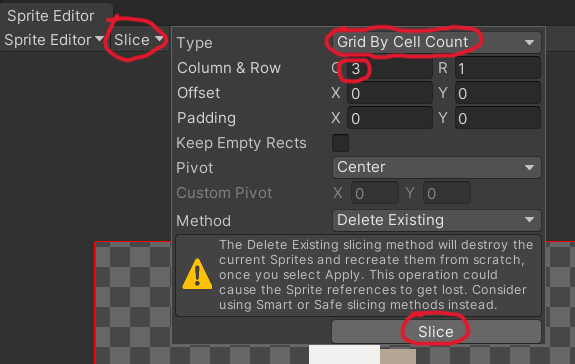 Sprite Editor
Sprite Editor Slice
Type Grid By Cell Count
Column & Row C 3 R 1
Offset X 0 Y 0
Padding X 0 Y 0
Keep Empty Rects
Pivot Center
Custom Pivot X 0 Y 0
Method Delete Existing
The Delete Existing slicing method will destroy the
current Sprites and recreate them from scratch,
once you select Apply. This operation could
cause the Sprite references to get lost. Consider
using Smart or Safe slicing methods instead.
Slice